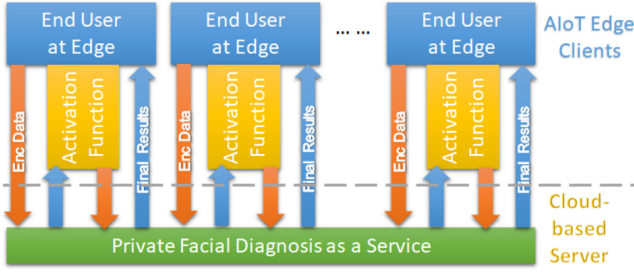 End User
at Edge
End User
at Edge
... ...
End User
at Edge
AIoT Edge
Clients
Enc Data
Activation
Function
Final Results
Enc Data
Activation
Function
Final Results
Enc Data
Activation
Function
Final Results
Cloud-
based
Server
Private Facial Diagnosis as a Service